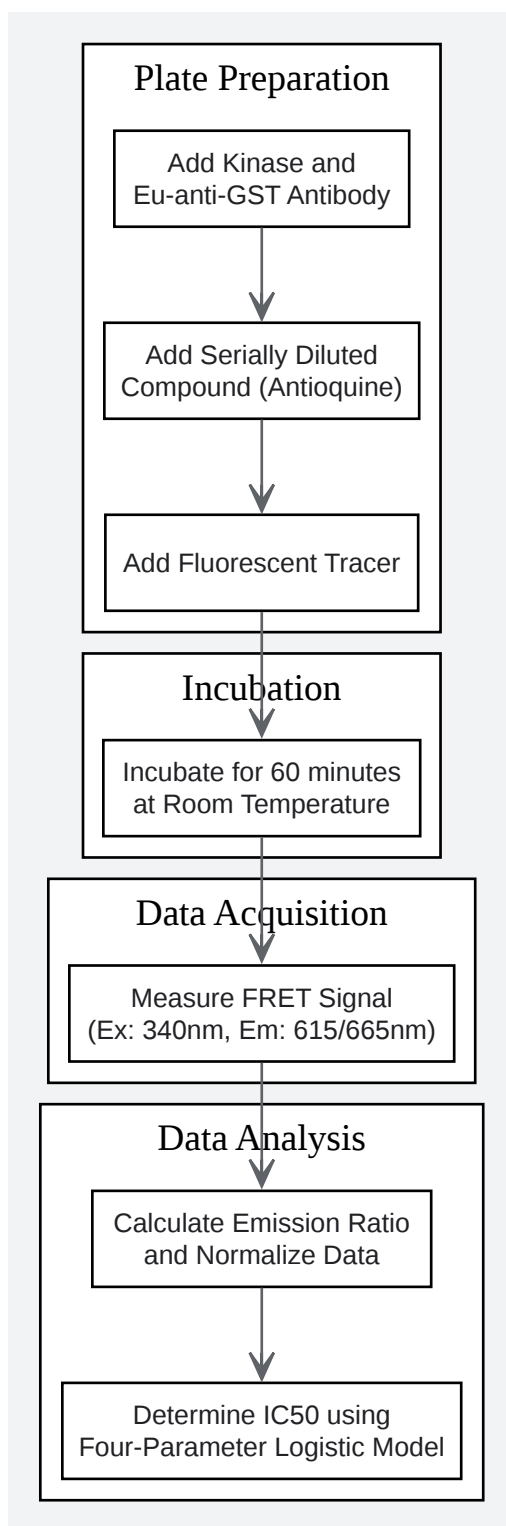 Plate Preparation
Add Kinase and
Eu-anti-GST Antibody
Add Serially Diluted
Compound (Antioquine)
Add Fluorescent Tracer
Incubation
Incubate for 60 minutes
at Room Temperature
Data Acquisition
Measure FRET Signal
(Ex: 340nm, Em: 615/665nm)
Data Analysis
Calculate Emission Ratio
and Normalize Data
Determine IC50 using
Four-Parameter Logistic Model